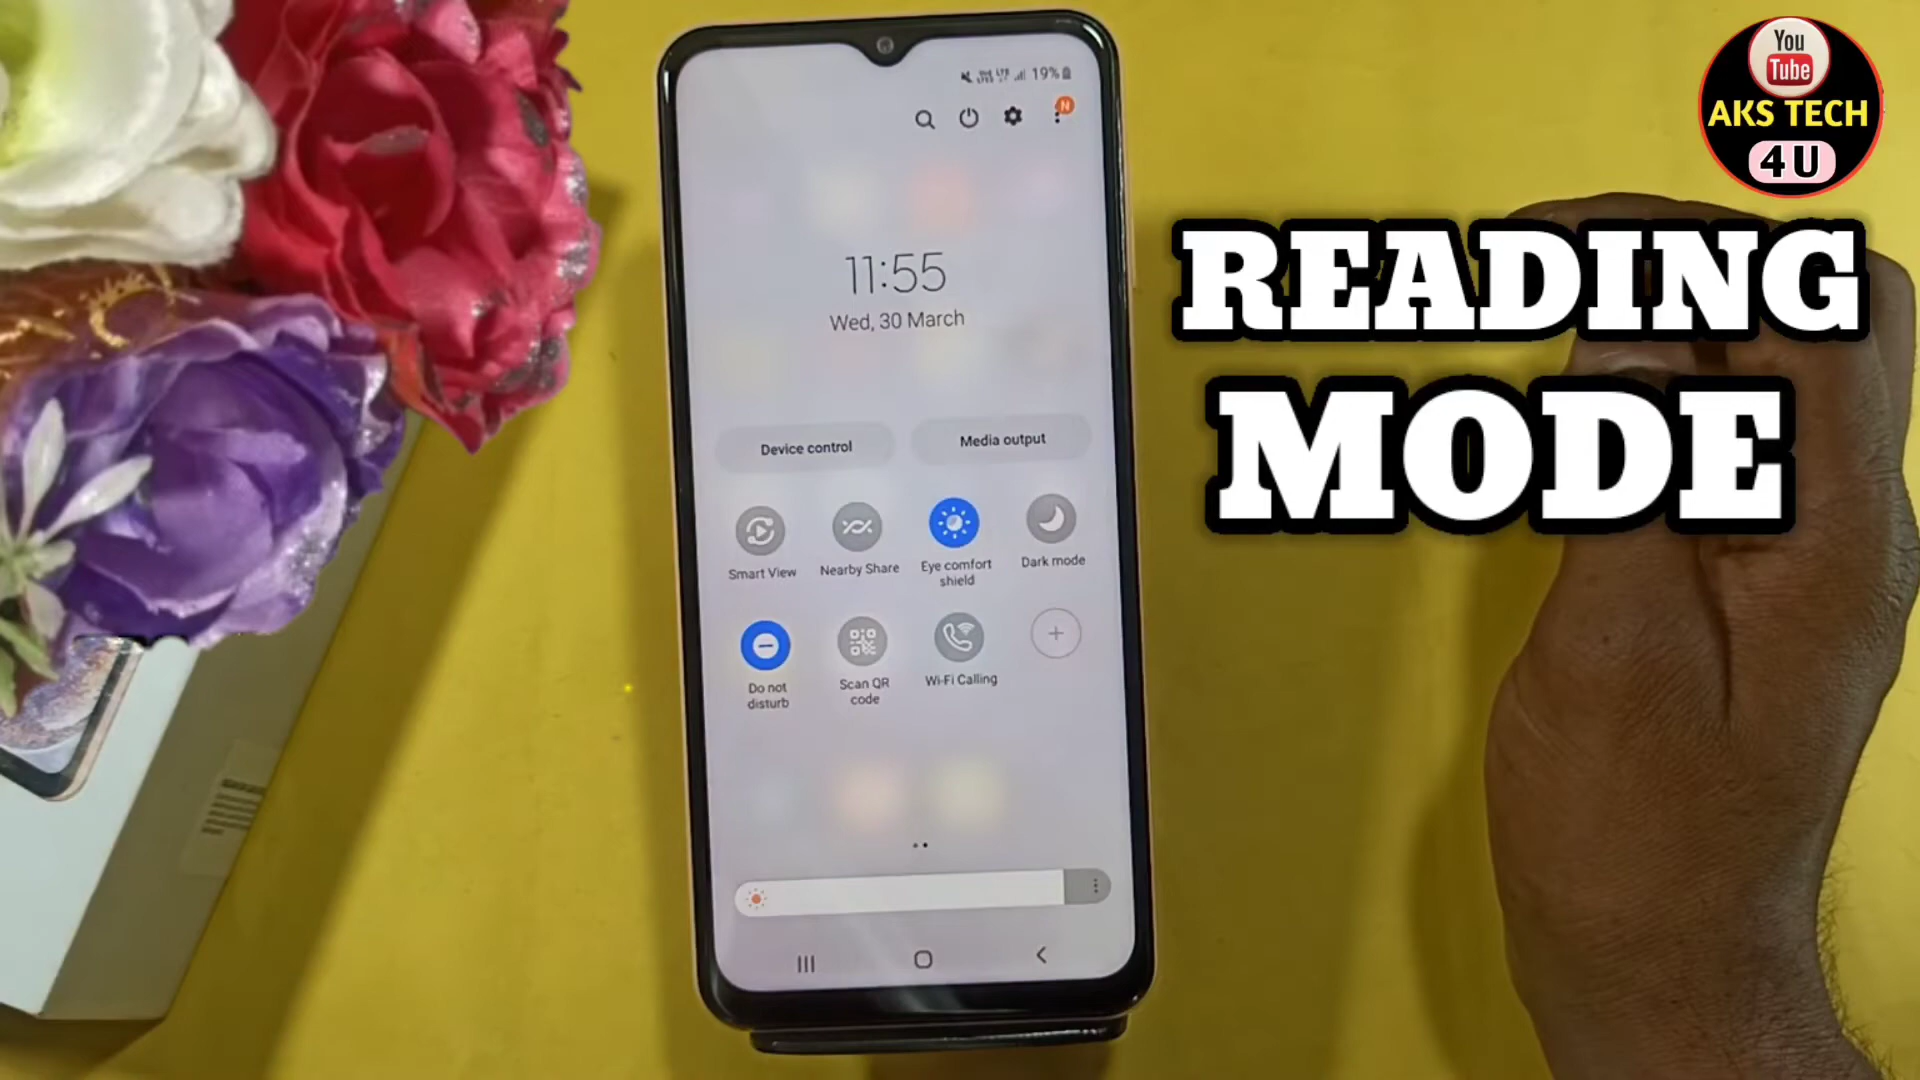 You
Tube
AKS TECH
4 U
READING
MODE
19%
N
11:55
Wed, 30 March
Device control
Media output
Smart View
Nearby Share
Eye comfort
shield
Dark mode
Do not
disturb
Scan QR
code
Wi-Fi Calling